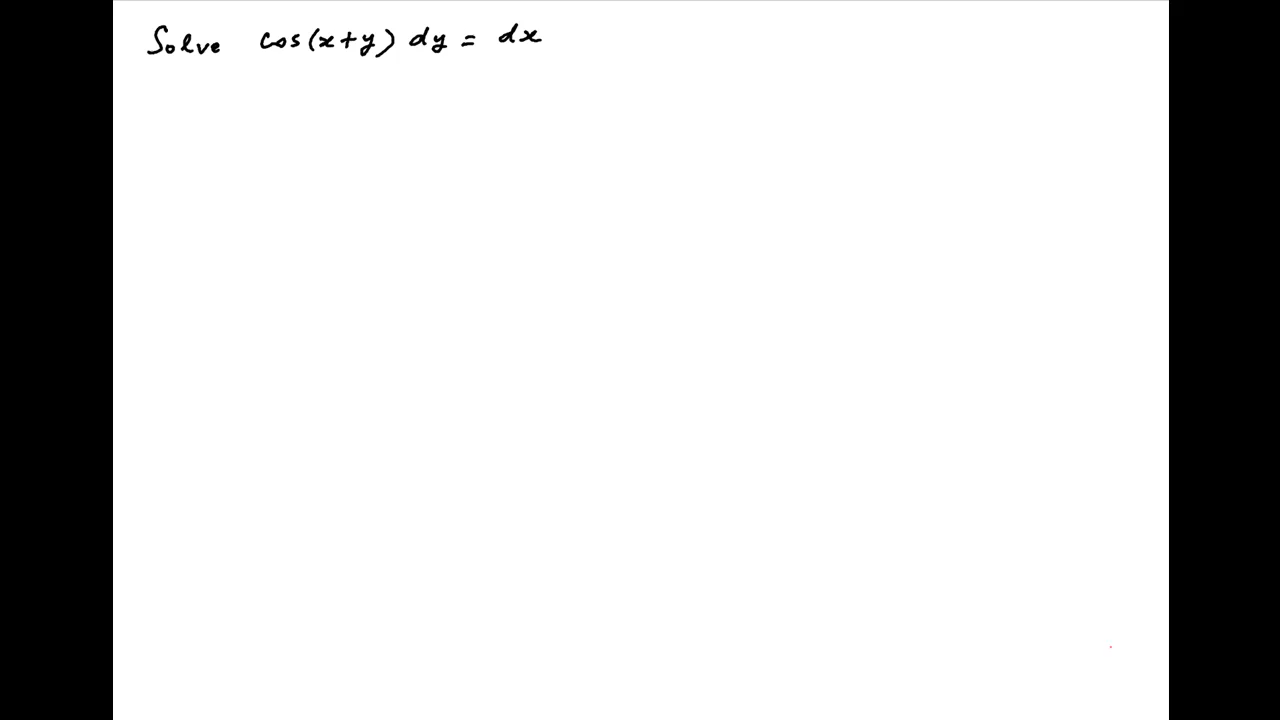 Solve cos(x+y) dy = dx